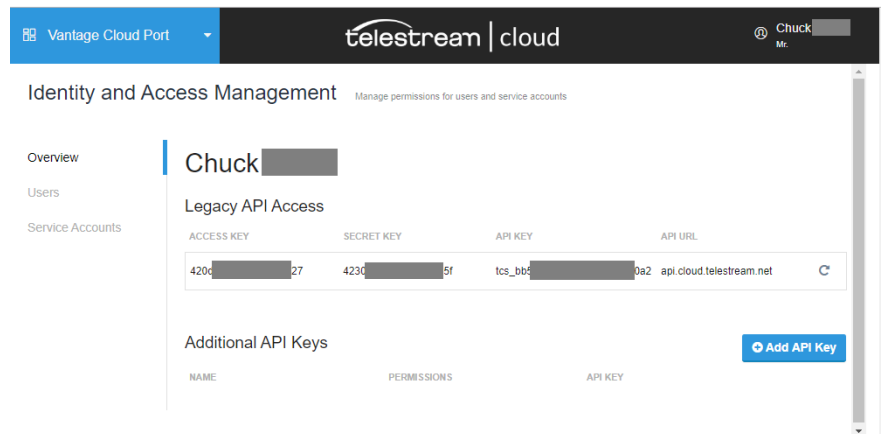 Vantage Cloud Port
telestream | cloud
Chuck
Mr.
Identity and Access Management
Manage permissions for users and service accounts
Overview
Users
Service Accounts
Chuck
Legacy API Access
ACCESS KEY SECRET KEY API KEY API URL
420c 27 4230 5f tcs_bb5 0a2 api.cloud.telestream.net
Additional API Keys
Add API Key
NAME PERMISSIONS API KEY